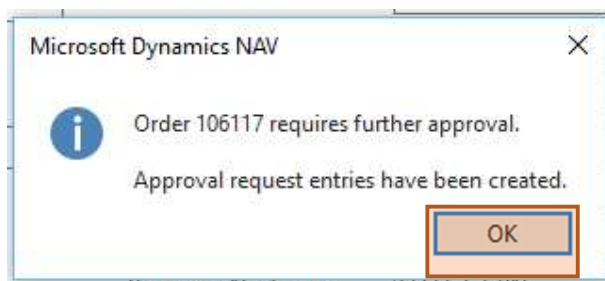 Microsoft Dynamics NAV
Order 106117 requires further approval.
Approval request entries have been created.
OK